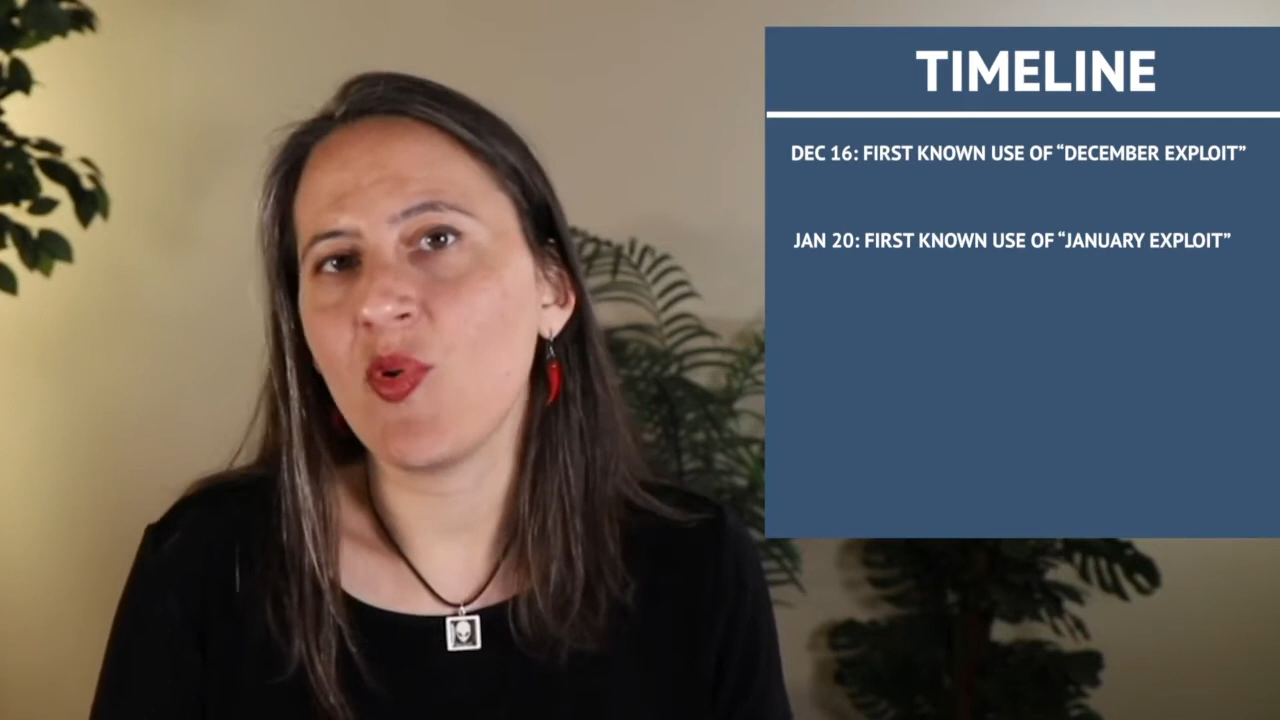 TIMELINE
DEC 16: FIRST KNOWN USE OF “DECEMBER EXPLOIT”
JAN 20: FIRST KNOWN USE OF “JANUARY EXPLOIT”